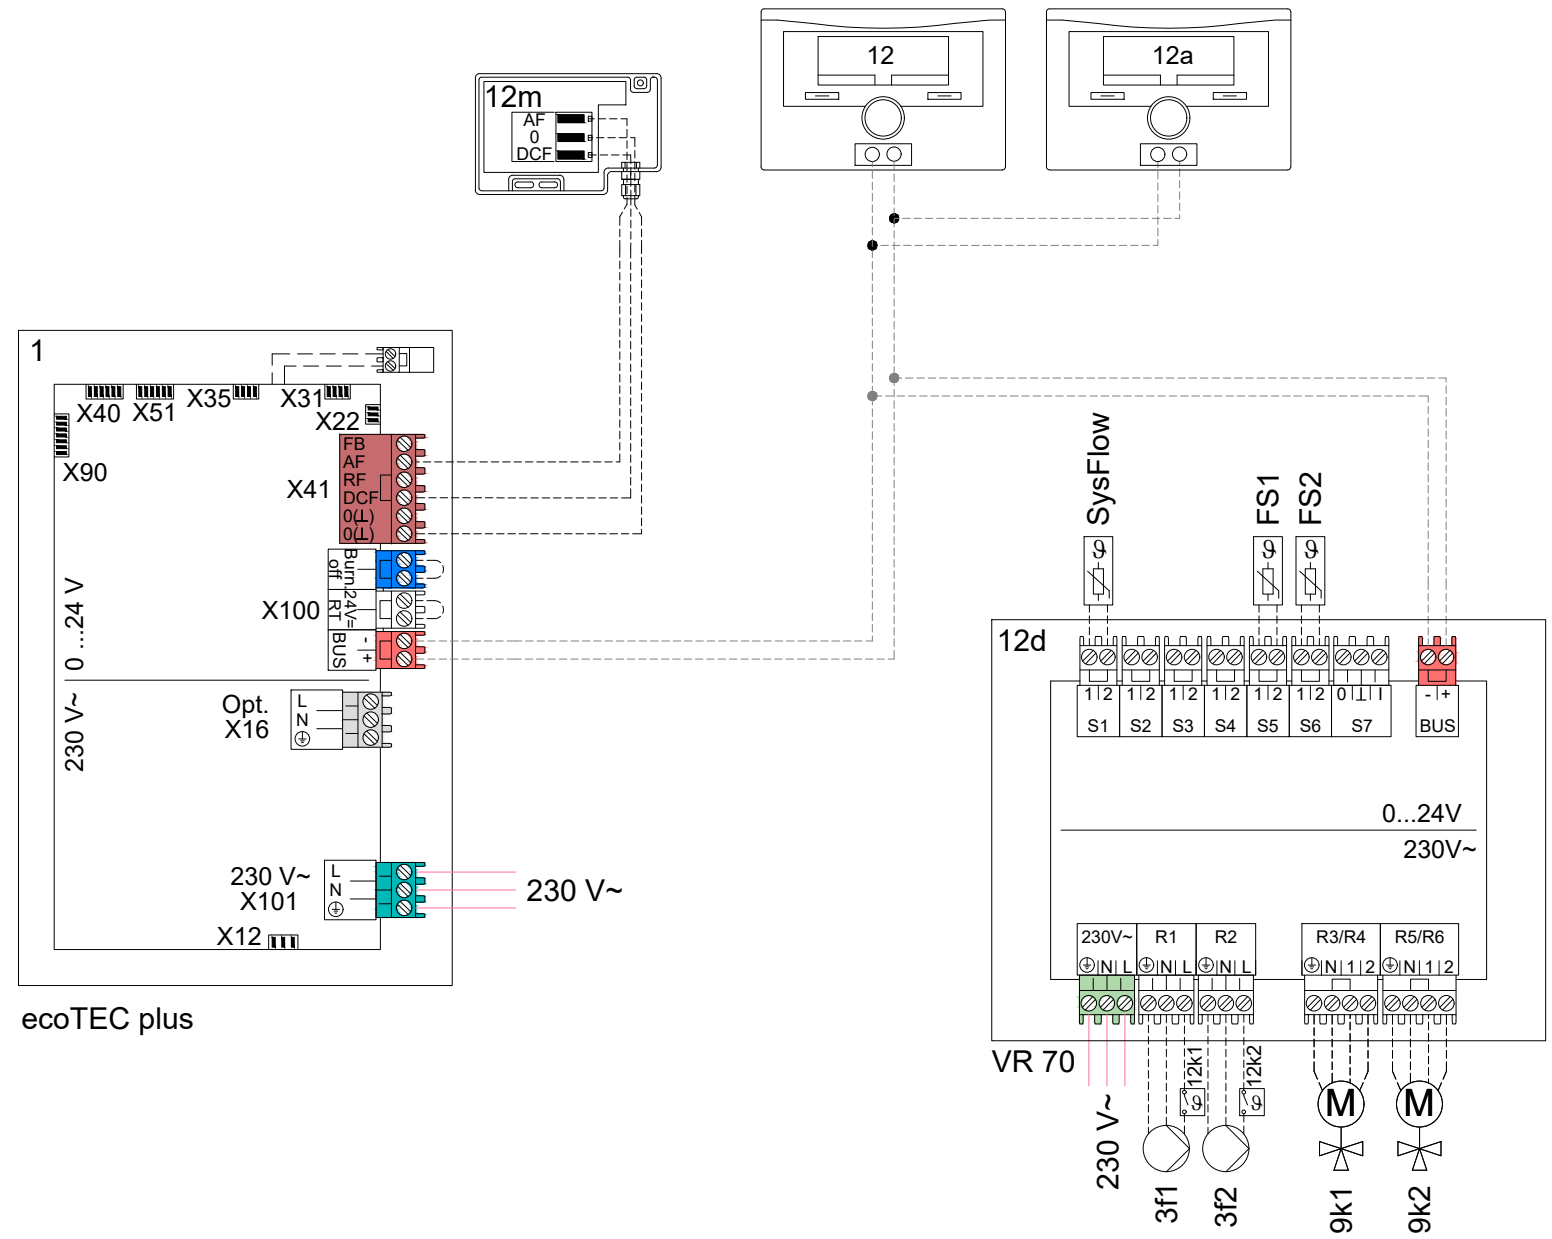 12
12a
12m
AF
0
DCF
1
X40
X51
X35
X31
X22
X90
X41
FB
AF
RF
DCF
0(⊥)
0(⊥)
Burn.
off
24V=
RT
X100
BUS
-
+
0 ...24 V
230 V~
Opt.
X16
L
N
230 V~
X101
L
N
230 V~
X12
ecoTEC plus
SysFlow
FS1
FS2
ϑ
ϑ
ϑ
12d
1|2
1|2
1|2
1|2
1|2
1|2
0|⊥|I
- +
S1
S2
S3
S4
S5
S6
S7
BUS
0...24V
230V~
230V~
R1
R2
R3/R4
R5/R6
|N|L
|N|L
|N|L
|N|1|2
|N|1|2
VR 70
230 V~
12k1
12k2
ϑ
ϑ
M
M
3f1
3f2
9k1
9k2